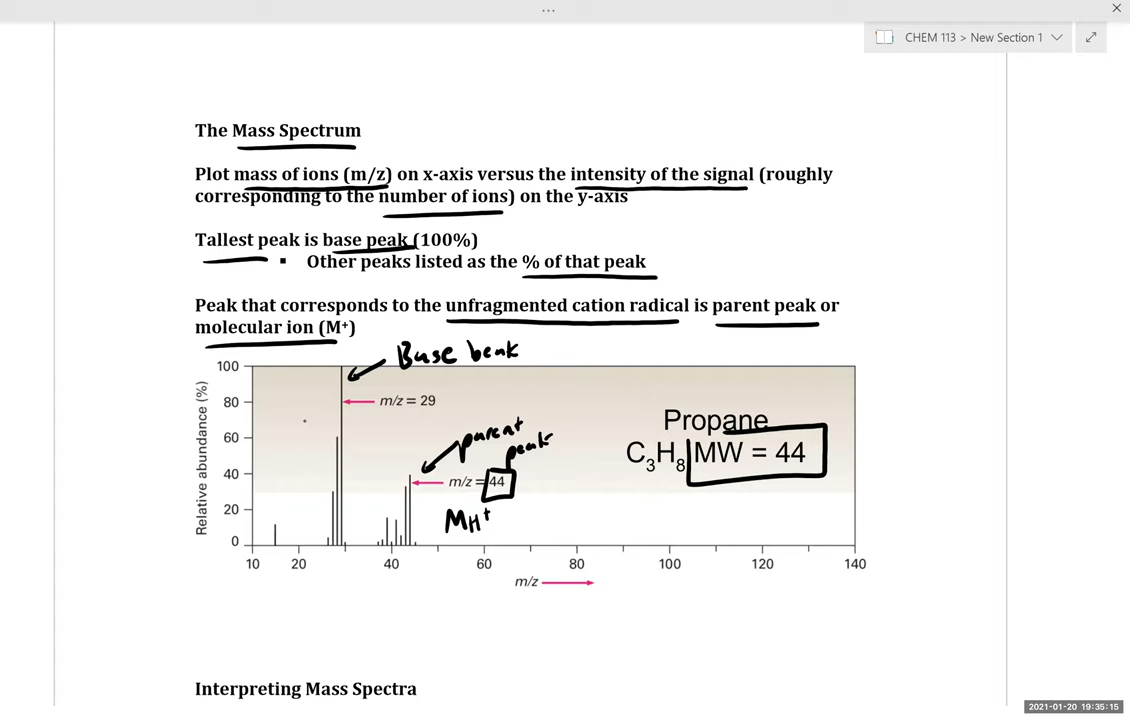 ...
CHEM 113 > New Section 1
The Mass Spectrum
Plot mass of ions (m/z) on x-axis versus the intensity of the signal (roughly
corresponding to the number of ions) on the y-axis
Tallest peak is base peak (100%)
▪ Other peaks listed as the % of that peak
Peak that corresponds to the unfragmented cation radical is parent peak or
molecular ion (M⁺)
Base beak
100
80
60
40
20
0
Relative abundance (%)
m/z = 29
parent
peak
m/z = 44
MH⁺
Propane
C₃H₈ MW = 44
10 20 40 60 80 100 120 140
m/z
Interpreting Mass Spectra
2021-01-20 19:35:15